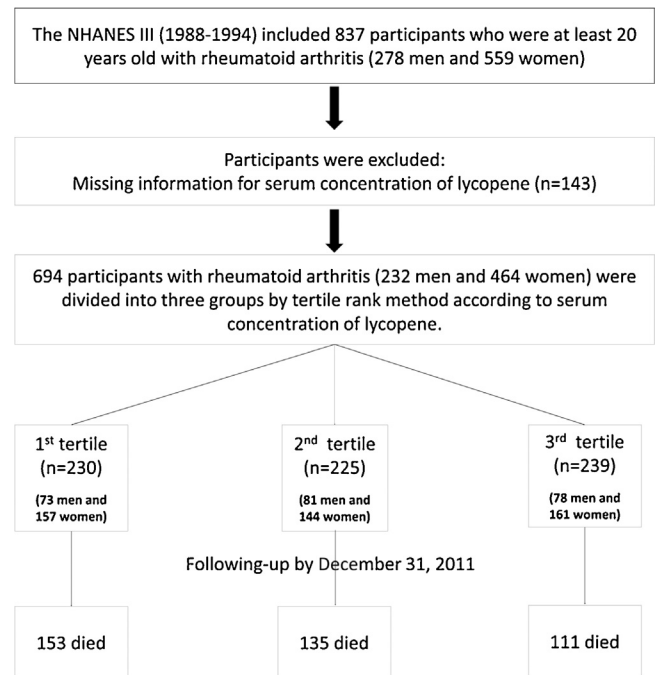 The NHANES III (1988-1994) included 837 participants who were at least 20
years old with rheumatoid arthritis (278 men and 559 women)
Participants were excluded:
Missing information for serum concentration of lycopene (n=143)
694 participants with rheumatoid arthritis (232 men and 464 women) were
divided into three groups by tertile rank method according to serum
concentration of lycopene.
1st tertile
(n=230)
(73 men and
157 women)
2nd tertile
(n=225)
(81 men and
144 women)
3rd tertile
(n=239)
(78 men and
161 women)
Following-up by December 31, 2011
153 died
135 died
111 died